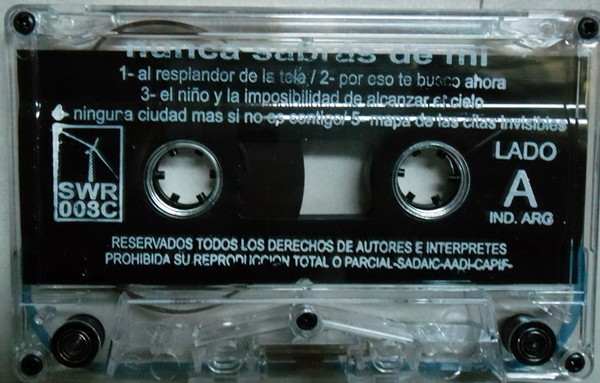 nunca sabras de mi
1- al resplandor de la tele / 2- por eso te busco ahora
3- el niño y la imposibilidad de alcanzar el cielo
ninguna ciudad mas si no es contigo/ 5- mapa de las citas invisibles
LADO
A
IND. ARG
SWR
003C
RESERVADOS TODOS LOS DERECHOS DE AUTORES E INTERPRETES
PROHIBIDA SU REPRODUCCION TOTAL O PARCIAL-SADAIC-AADI-CAPIF-